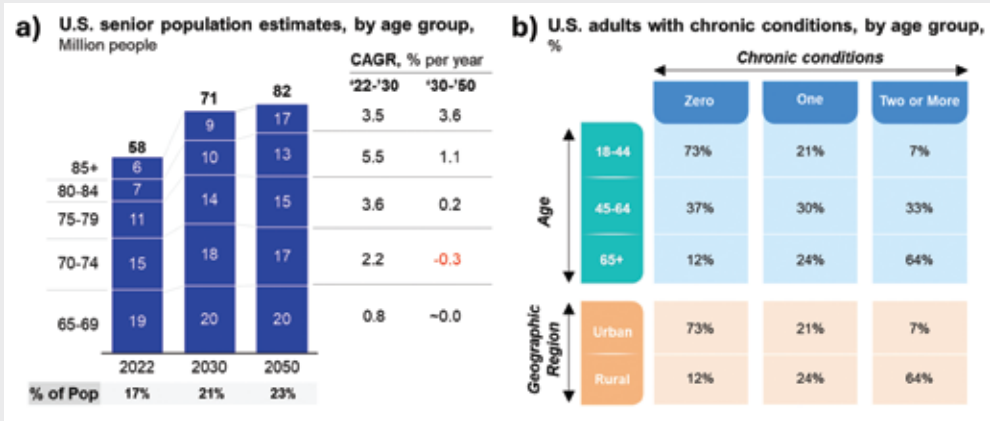 a) U.S. senior population estimates, by age group,
Million people
CAGR, % per year
'22-'30 '30-'50
58 71 82
85+ 6 9 17 3.5 3.6
80-84 7 10 13 5.5 1.1
75-79 11 14 15 3.6 0.2
70-74 15 18 17 2.2 -0.3
65-69 19 20 20 0.8 ~0.0
2022 2030 2050
% of Pop 17% 21% 23%
b) U.S. adults with chronic conditions, by age group,
%
Chronic conditions
Zero One Two or More
Age
18-44 73% 21% 7%
45-64 37% 30% 33%
65+ 12% 24% 64%
Geographic
Region
Urban 73% 21% 7%
Rural 12% 24% 64%